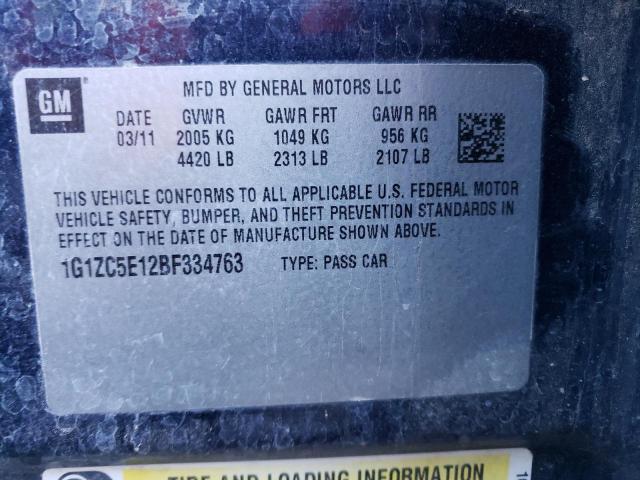 GM
MFD BY GENERAL MOTORS LLC
DATE GVWR GAWR FRT GAWR RR
03/11 2005 KG 1049 KG 956 KG
4420 LB 2313 LB 2107 LB
THIS VEHICLE CONFORMS TO ALL APPLICABLE U.S. FEDERAL MOTOR
VEHICLE SAFETY, BUMPER, AND THEFT PREVENTION STANDARDS IN
EFFECT ON THE DATE OF MANUFACTURE SHOWN ABOVE.
1G1ZC5E12BF334763 TYPE: PASS CAR
TIRE AND LOADING INFORMATION